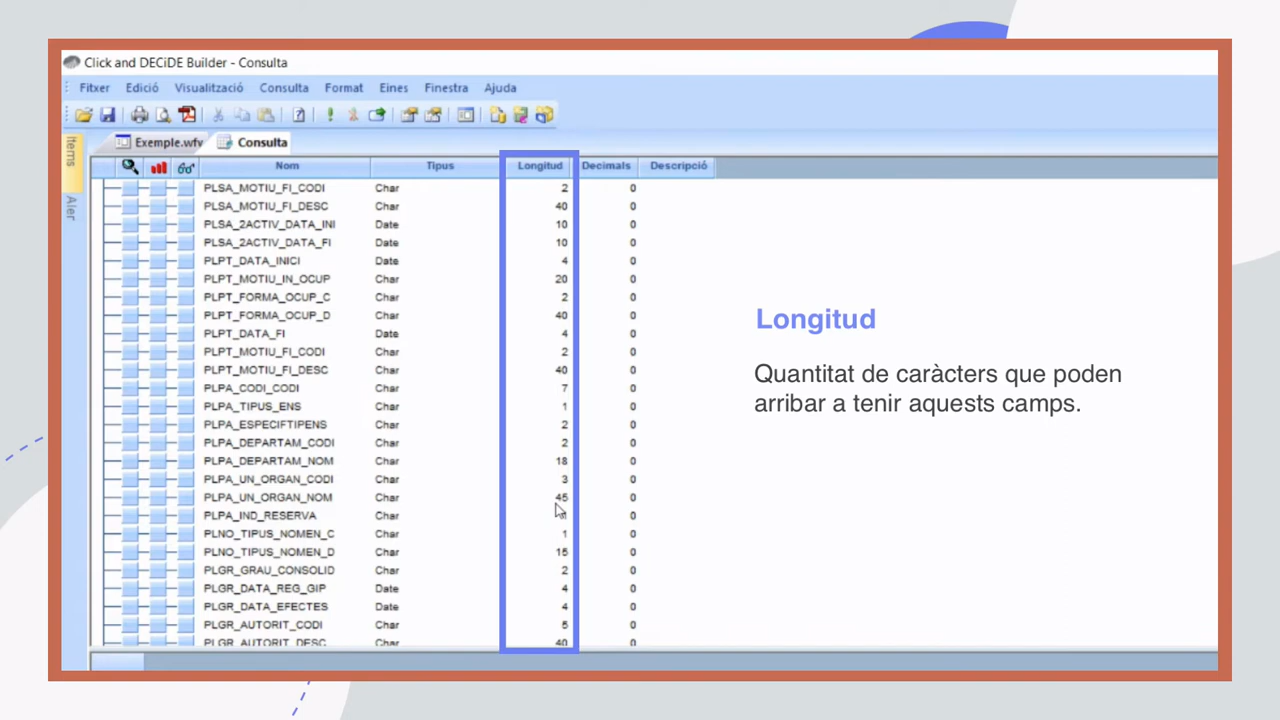 Click and DECiDE Builder - Consulta
Fitxer Edició Visualització Consulta Format Eines Finestra Ajuda
Exemple.wfv Consulta
Items
Aler
Nom Tipus Longitud Decimals Descripció
PLSA_MOTIU_FI_CODI Char 2 0
PLSA_MOTIU_FI_DESC Char 40 0
PLSA_2ACTIV_DATA_INI Date 10 0
PLSA_2ACTIV_DATA_FI Date 10 0
PLPT_DATA_INICI Date 4 0
PLPT_MOTIU_IN_OCUP Char 20 0
PLPT_FORMA_OCUP_C Char 2 0
PLPT_FORMA_OCUP_D Char 40 0
PLPT_DATA_FI Date 4 0
PLPT_MOTIU_FI_CODI Char 2 0
PLPT_MOTIU_FI_DESC Char 40 0
PLPA_CODI_CODI Char 7 0
PLPA_TIPUS_ENS Char 1 0
PLPA_ESPECIFTIPENS Char 2 0
PLPA_DEPARTAM_CODI Char 2 0
PLPA_DEPARTAM_NOM Char 18 0
PLPA_UN_ORGAN_CODI Char 3 0
PLPA_UN_ORGAN_NOM Char 45 0
PLPA_IND_RESERVA Char 0
PLNO_TIPUS_NOMEN_C Char 1 0
PLNO_TIPUS_NOMEN_D Char 15 0
PLGR_GRAU_CONSOLID Char 2 0
PLGR_DATA_REG_GIP Date 4 0
PLGR_DATA_EFECTES Date 4 0
PLGR_AUTORIT_CODI Char 5 0
PLGR_AUTORIT_DESC Char 40 0
Longitud
Quantitat de caràcters que poden
arribar a tenir aquests camps.